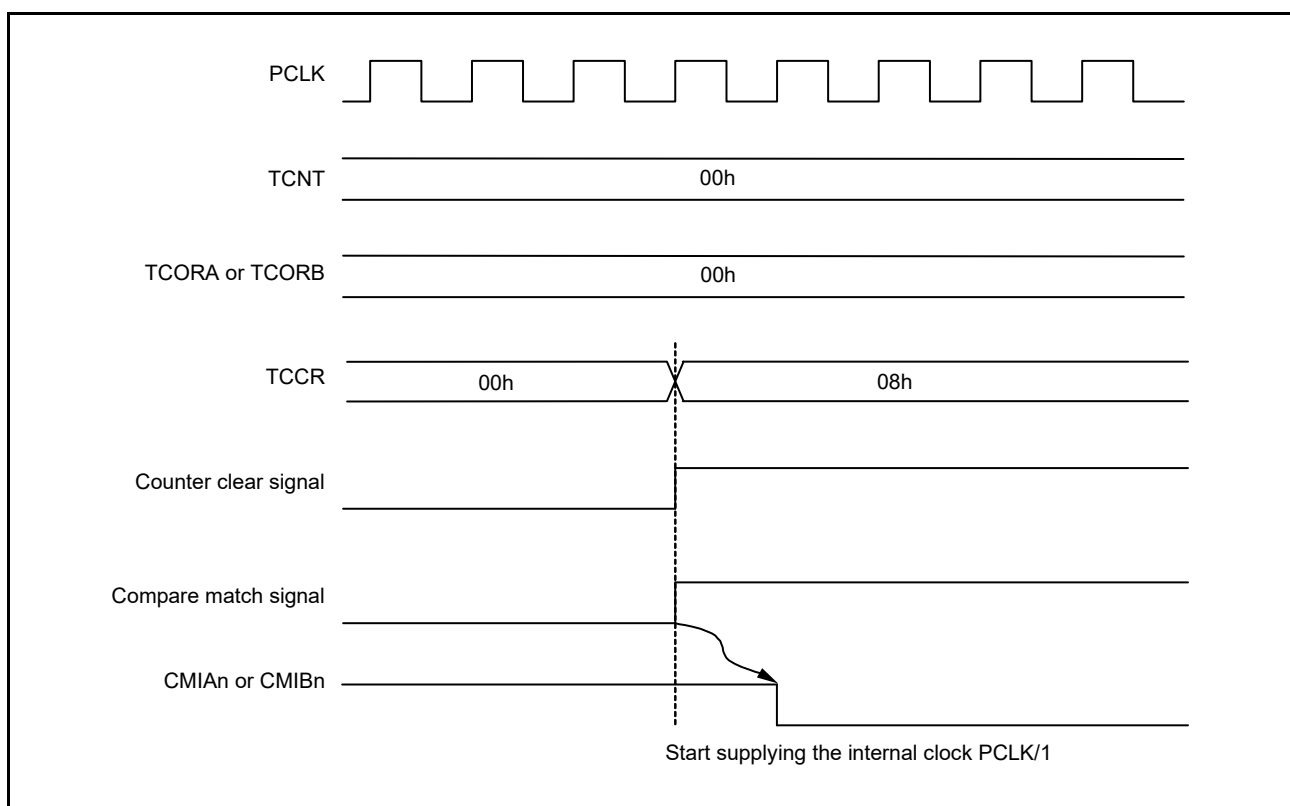 PCLK
TCNT
00h
TCORA or TCORB
00h
TCCR
00h
08h
Counter clear signal
Compare match signal
CMIAn or CMIBn
Start supplying the internal clock PCLK/1